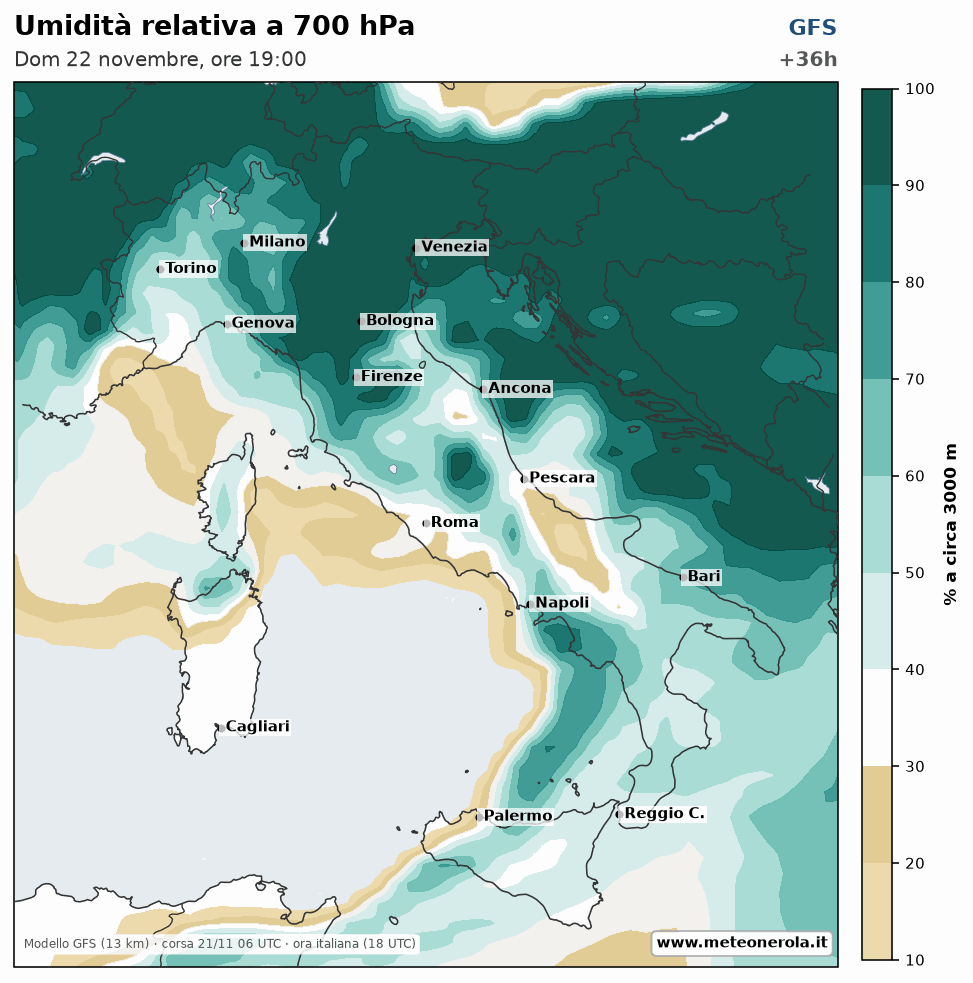 Umidità relativa a 700 hPa
GFS
Dom 22 novembre, ore 19:00
+36h
100
90
80
70
60
50
40
30
20
10
% a circa 3000 m
Milano
Venezia
Torino
Genova
Bologna
Firenze
Ancona
Pescara
Roma
Bari
Napoli
Cagliari
Palermo
Reggio C.
Modello GFS (13 km) · corsa 21/11 06 UTC · ora italiana (18 UTC)
www.meteonerola.it